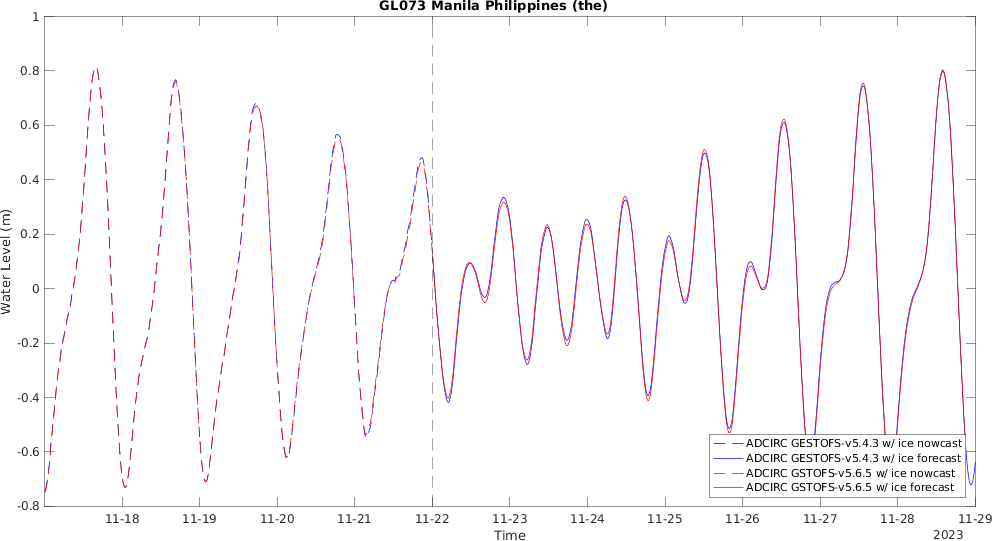 GL073 Manila Philippines (the)
1
0.8
0.6
0.4
0.2
0
-0.2
-0.4
-0.6
-0.8
Water Level (m)
ADCIRC GESTOFS-v5.4.3 w/ ice nowcast
ADCIRC GESTOFS-v5.4.3 w/ ice forecast
ADCIRC GSTOFS-v5.6.5 w/ ice nowcast
ADCIRC GSTOFS-v5.6.5 w/ ice forecast
11-18 11-19 11-20 11-21 11-22 11-23 11-24 11-25 11-26 11-27 11-28 11-29
Time
2023